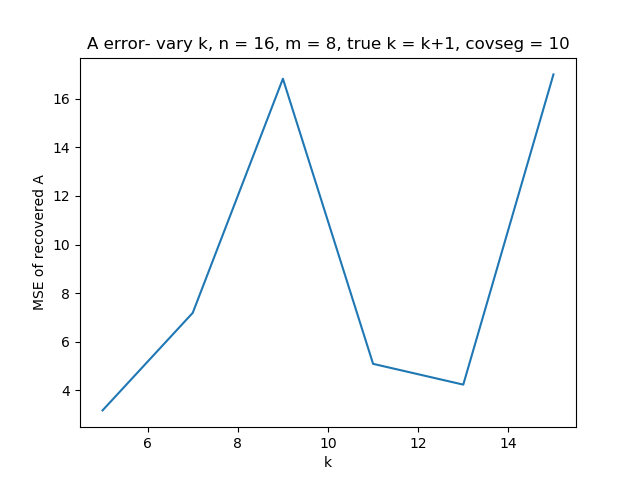 A error- vary k, n = 16, m = 8, true k = k+1, covseg = 10
MSE of recovered A
16
14
12
10
8
6
4
6 8 10 12 14
k